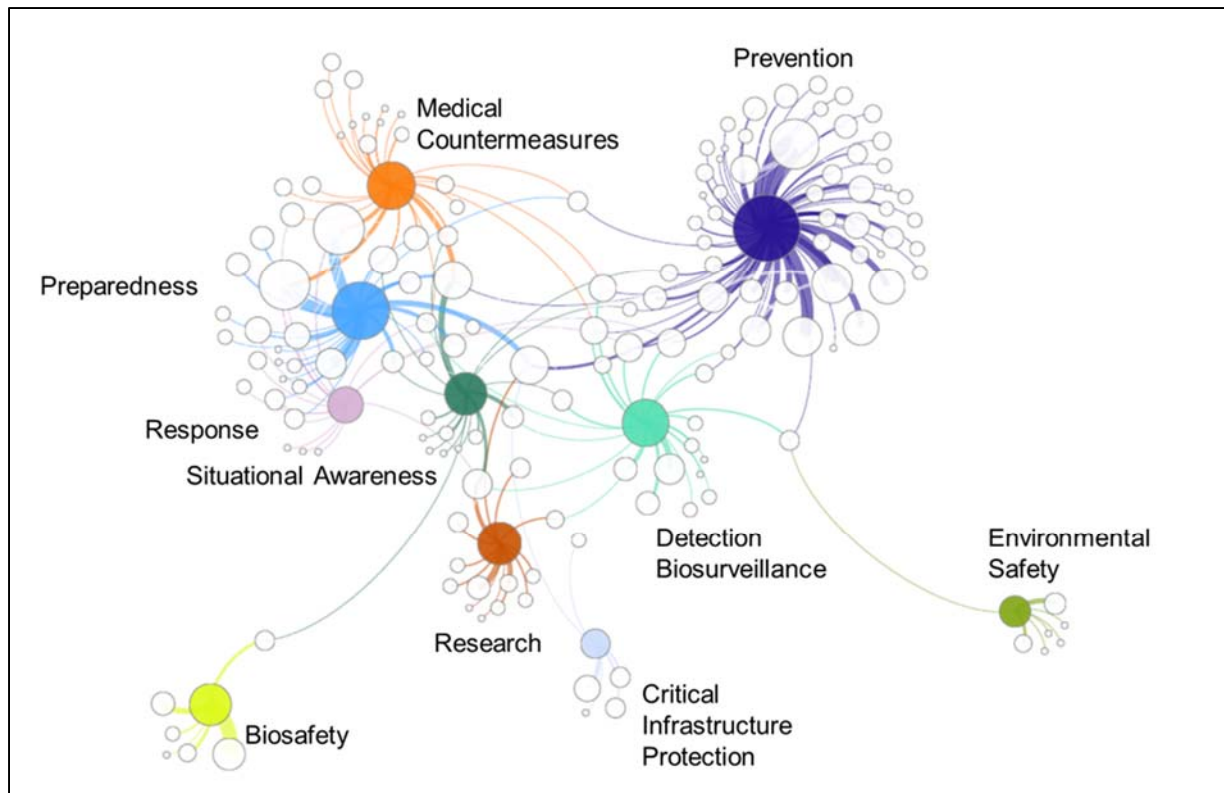 Prevention
Medical
Countermeasures
Preparedness
Response
Situational Awareness
Detection
Biosurveillance
Environmental
Safety
Research
Critical
Infrastructure
Protection
Biosafety